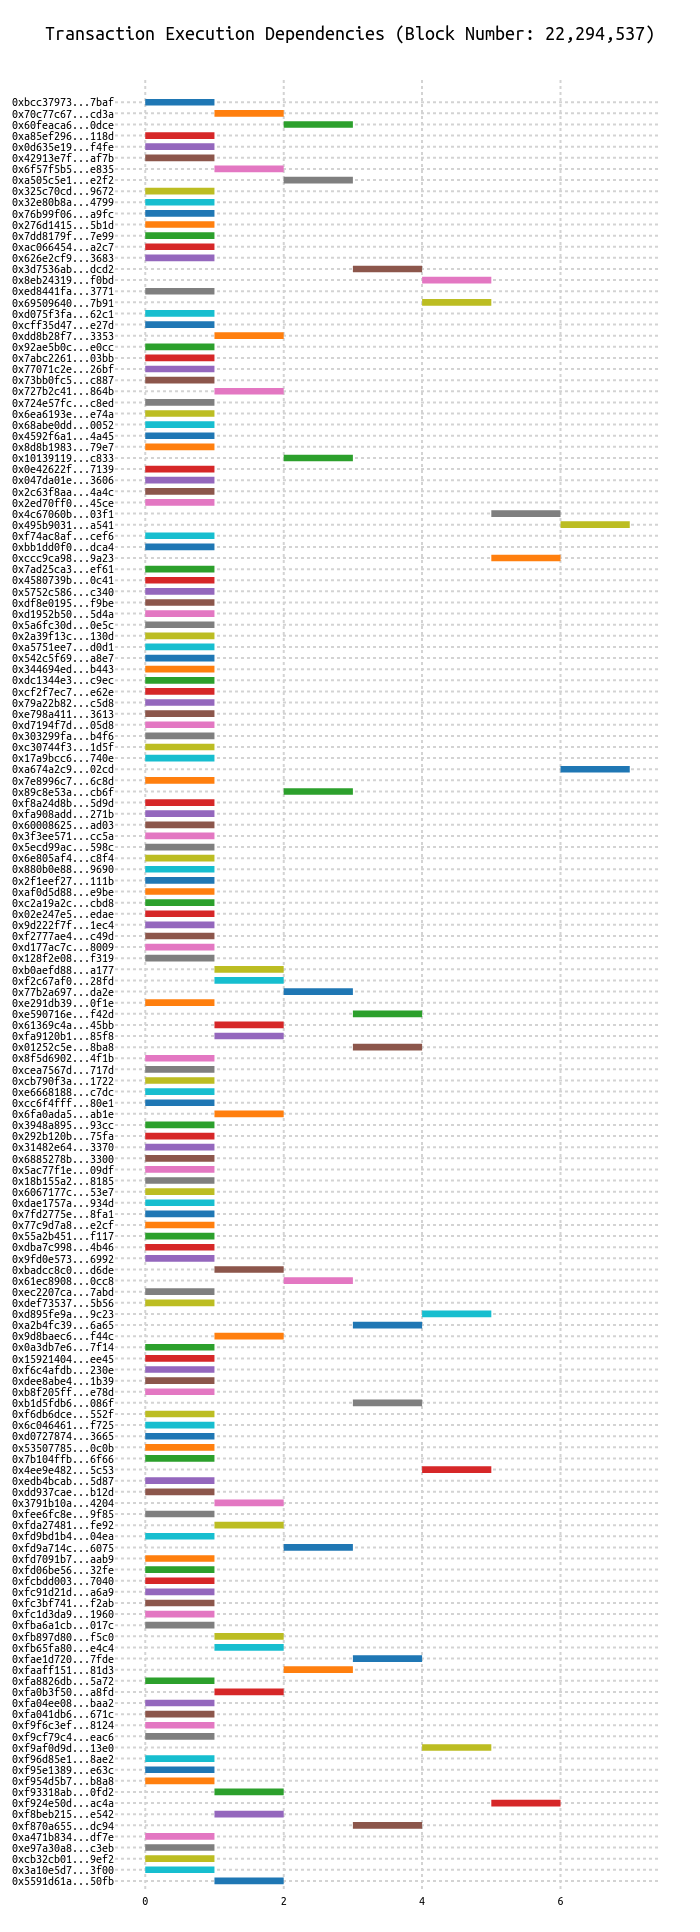 Transaction Execution Dependencies (Block Number: 22,294,537)
0xbcc37973...7baf
0x70c77c67...cd3a
0x60feaca6...0dce
0xa85ef296...118d
0x0d635e19...f4fe
0x42913e7f...af7b
0x6f57f5b5...e835
0xa505c5e1...e2f2
0x325c70cd...9672
0x32e80b8a...4799
0x76b99f06...a9fc
0x276d1415...5b1d
0x7dd8179f...7e99
0xac066454...a2c7
0x626e2cf9...3683
0x3d7536ab...dcd2
0x8eb24319...f0bd
0xed8441fa...3771
0x69509640...7b91
0xd075f3fa...62c1
0xcff35d47...e27d
0xdd8b28f7...3353
0x92ae5b0c...e0cc
0x7abc2261...03bb
0x77071c2e...26bf
0x73bb0fc5...c887
0x727b2c41...864b
0x724e57fc...c8ed
0x6ea6193e...e74a
0x68abe0dd...0052
0x4592f6a1...4a45
0x8d8b1983...79e7
0x10139119...c833
0x0e42622f...7139
0x047da01e...3606
0x2c63f8aa...4a4c
0x2ed70ff0...45ce
0x4c67060b...03f1
0x495b9031...a541
0xf74ac8af...cef6
0xbb1dd0f0...dca4
0xccc9ca98...9a23
0x7ad25ca3...ef61
0x4580739b...0c41
0x5752c586...c340
0xdf8e0195...f9be
0xd1952b50...5d4a
0x5a6fc30d...0e5c
0x2a39f13c...130d
0xa5751ee7...d0d1
0x542c5f69...a8e7
0x344694ed...b443
0xdc1344e3...c9ec
0xcf2f7ec7...e62e
0x79a22b82...c5d8
0xe798a411...3613
0xd7194f7d...05d8
0x303299fa...b4f6
0xc30744f3...1d5f
0x17a9bcc6...740e
0xa674a2c9...02cd
0x7e8996c7...6c8d
0x89c8e53a...cb6f
0xf8a24d8b...5d9d
0xfa908add...271b
0x60008625...ad03
0x3f3ee571...cc5a
0x5ecd99ac...598c
0x6e805af4...c8f4
0x880b0e88...9690
0x2f1eef27...111b
0xaf0d5d88...e9be
0xc2a19a2c...cbd8
0x02e247e5...edae
0x9d222f7f...1ec4
0xf2777ae4...c49d
0xd177ac7c...8009
0x128f2e08...f319
0xb0aefd88...a177
0xf2c67af0...28fd
0x77b2a697...da2e
0xe291db39...0f1e
0xe590716e...f42d
0x61369c4a...45bb
0xfa9120b1...85f8
0x01252c5e...8ba8
0x8f5d6902...4f1b
0xcea7567d...717d
0xcb790f3a...1722
0xe6668188...c7dc
0xcc6f4fff...80e1
0x6fa0ada5...ab1e
0x3948a895...93cc
0x292b120b...75fa
0x31482e64...3370
0x6885278b...3300
0x5ac77f1e...09df
0x18b155a2...8185
0x6067177c...53e7
0xdae1757a...934d
0x7fd2775e...8fa1
0x77c9d7a8...e2cf
0x55a2b451...f117
0xdba7c998...4b46
0x9fd0e573...6992
0xbadcc8c0...d6de
0x61ec8908...0cc8
0xec2207ca...7abd
0xdef73537...5b56
0xd895fe9a...9c23
0xa2b4fc39...6a65
0x9d8baec6...f44c
0x0a3db7e6...7f14
0x15921404...ee45
0xf6c4afdb...230e
0xdee8abe4...1b39
0xb8f205ff...e78d
0xb1d5fdb6...086f
0xf6db6dce...552f
0x6c046461...f725
0xd0727874...3665
0x53507785...0c0b
0x7b104ffb...6f66
0x4ee9e482...5c53
0xedb4bcab...5d87
0xdd937cae...b12d
0x3791b10a...4204
0xfee6fc8e...9f85
0xfda27481...fe92
0xfd9bd1b4...04ea
0xfd9a714c...6075
0xfd7091b7...aab9
0xfd06be56...32fe
0xfcbdd003...7040
0xfc91d21d...a6a9
0xfc3bf741...f2ab
0xfc1d3da9...1960
0xfba6a1cb...017c
0xfb897d80...f5c0
0xfb65fa80...e4c4
0xfae1d720...7fde
0xfaaff151...81d3
0xfa8826db...5a72
0xfa0b3f50...a8fd
0xfa04ee08...baa2
0xfa041db6...671c
0xf9f6c3ef...8124
0xf9cf79c4...eac6
0xf9af0d9d...13e0
0xf96d85e1...8ae2
0xf95e1389...e63c
0xf954d5b7...b8a8
0xf93318ab...0fd2
0xf924e50d...ac4a
0xf8beb215...e542
0xf870a655...dc94
0xa471b834...df7e
0xe97a30a8...c3eb
0xcb32cb01...9ef2
0x3a10e5d7...3f00
0x5591d61a...50fb
0 2 4 6